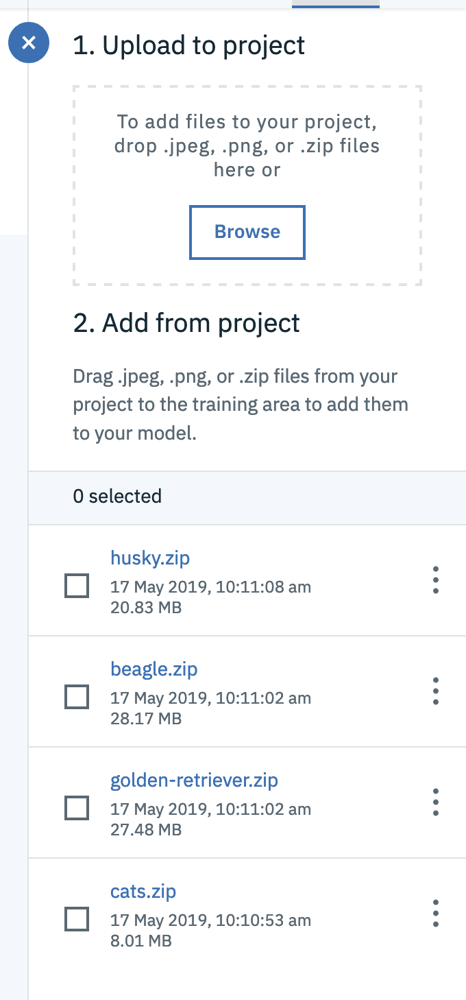 1. Upload to project
To add files to your project,
drop .jpeg, .png, or .zip files
here or
Browse
2. Add from project
Drag .jpeg, .png, or .zip files from your
project to the training area to add them
to your model.
0 selected
husky.zip
17 May 2019, 10:11:08 am
20.83 MB
beagle.zip
17 May 2019, 10:11:02 am
28.17 MB
golden-retriever.zip
17 May 2019, 10:11:02 am
27.48 MB
cats.zip
17 May 2019, 10:10:53 am
8.01 MB